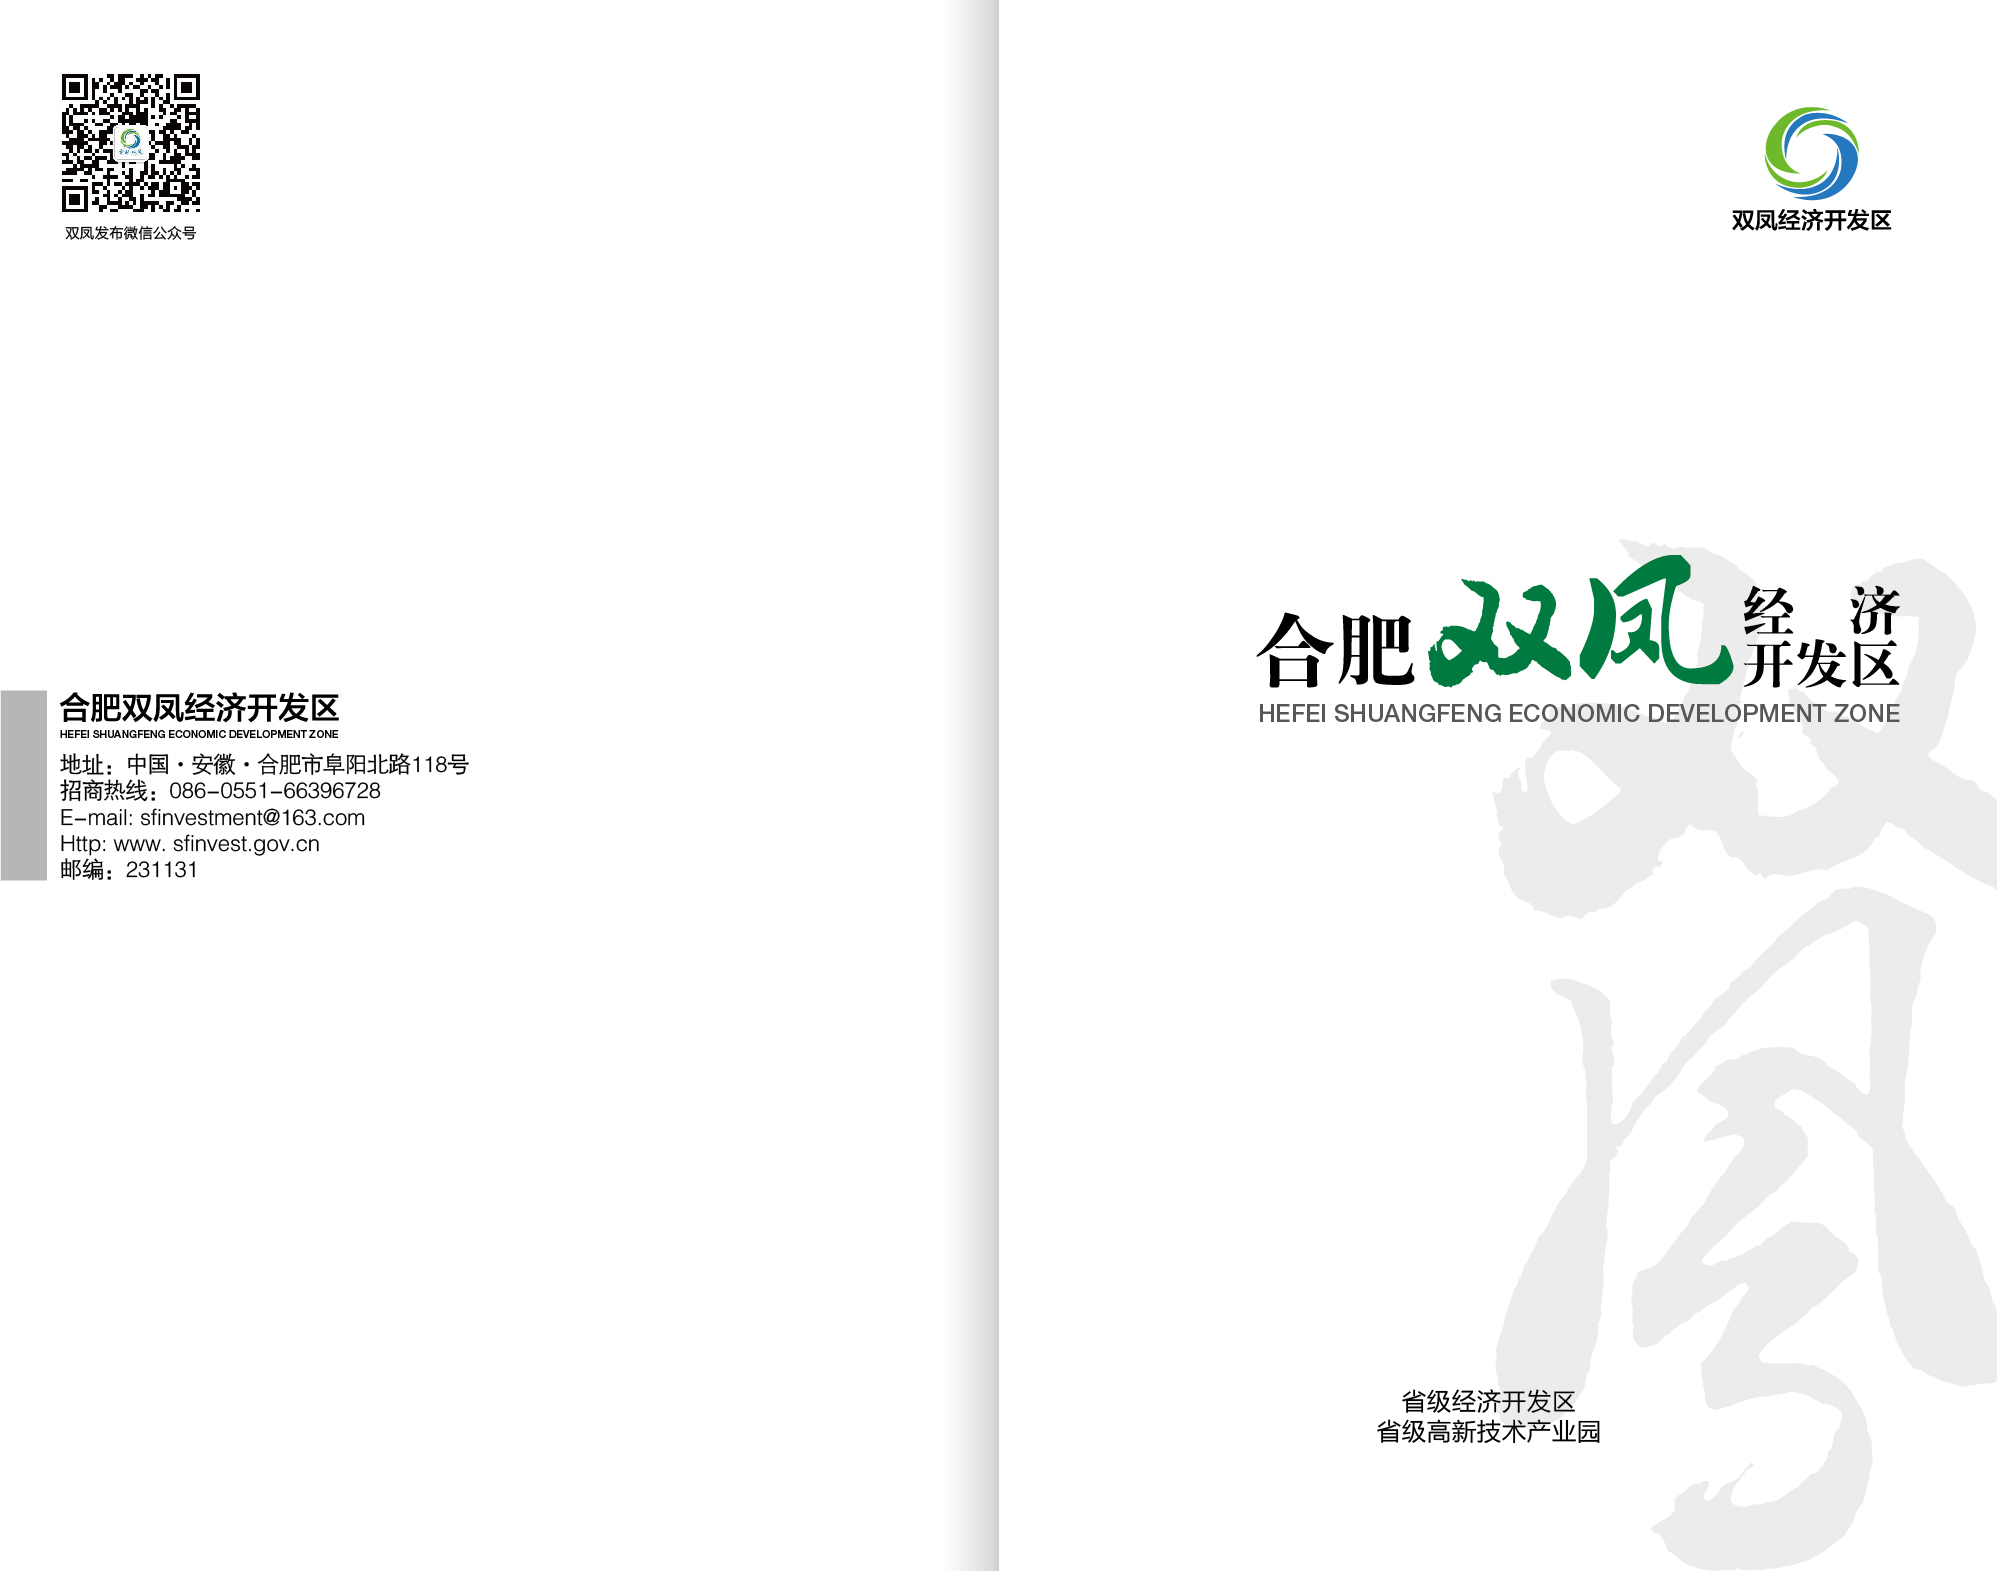 双凤发布微信公众号
合肥双凤经济开发区
HEFEI SHUANGFENG ECONOMIC DEVELOPMENT ZONE
地址：中国·安徽·合肥市阜阳北路118号
招商热线：086-0551-66396728
E-mail: sfinvestment@163.com
Http: www. sfinvest.gov.cn
邮编：231131
双凤经济开发区
合肥双凤经济开发区
HEFEI SHUANGFENG ECONOMIC DEVELOPMENT ZONE
双凤
省级经济开发区
省级高新技术产业园